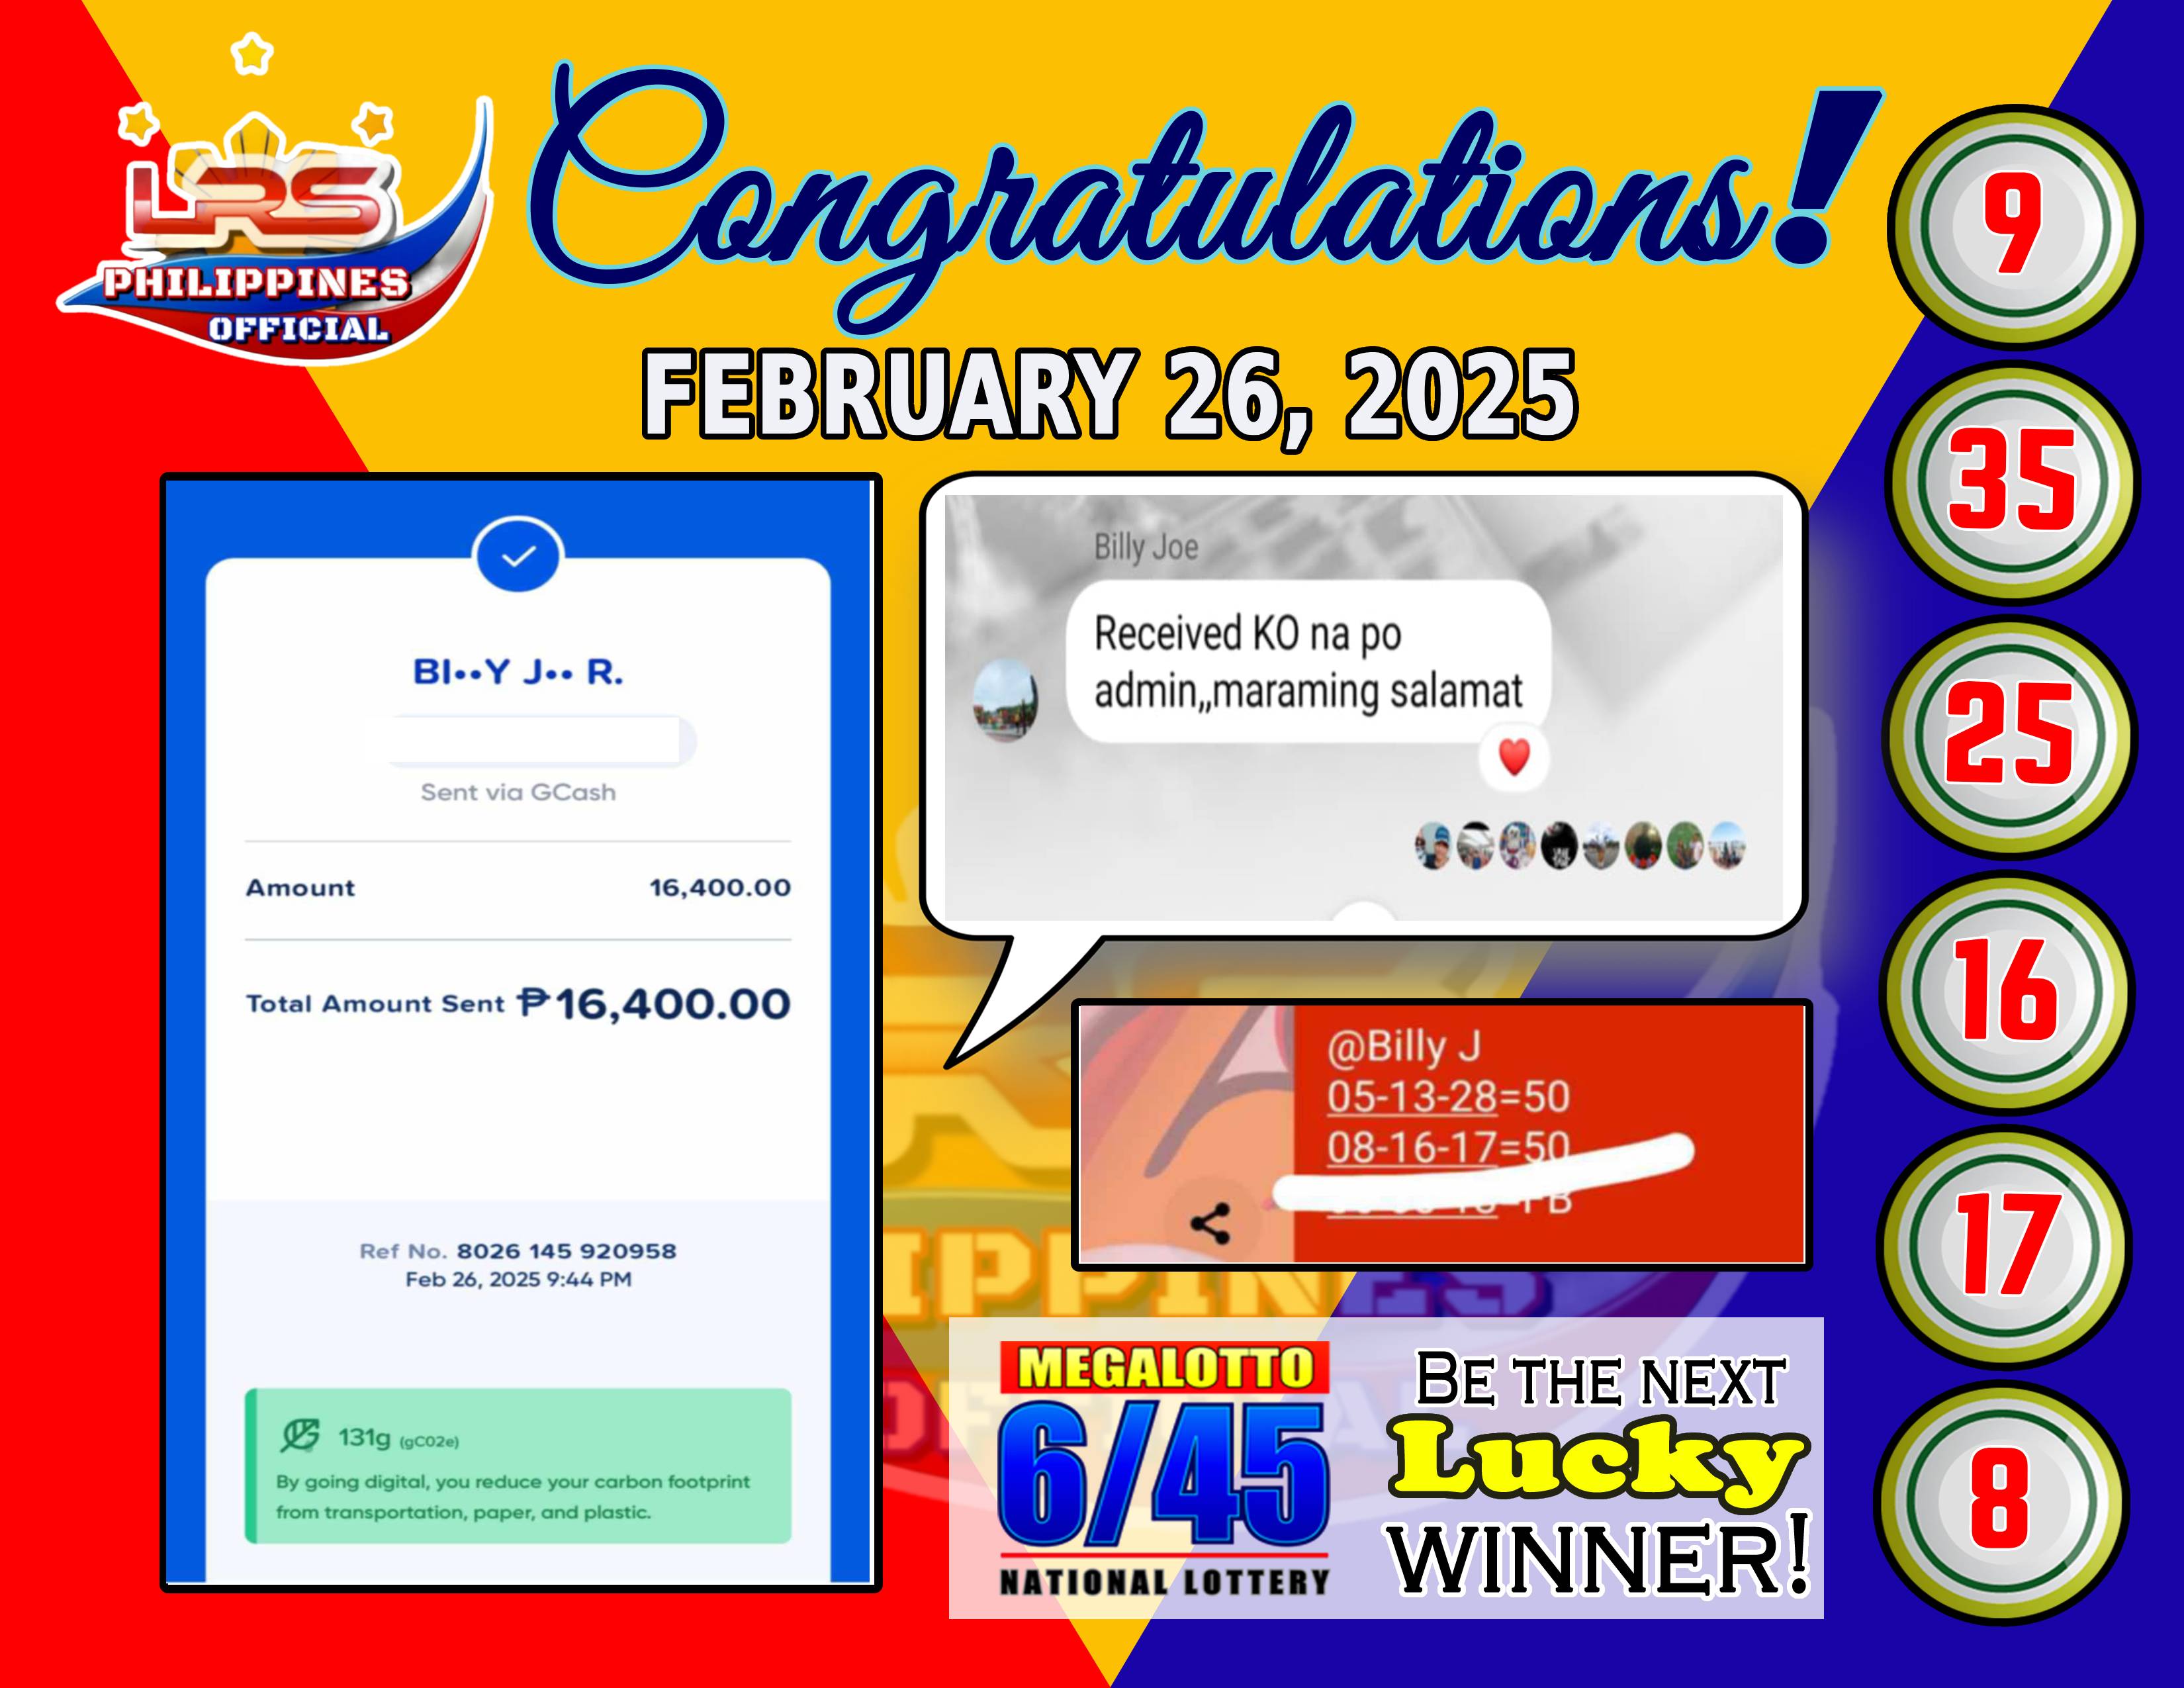 LRS
PHILIPPINES
OFFICIAL
Congratulations!
FEBRUARY 26, 2025
BI••Y J•• R.
Sent via GCash
Amount 16,400.00
Total Amount Sent ₱16,400.00
Ref No. 8026 145 920958
Feb 26, 2025 9:44 PM
131g (gC02e)
By going digital, you reduce your carbon footprint
from transportation, paper, and plastic.
Billy Joe
Received KO na po
admin,,maraming salamat
@Billy J
05-13-28=50
08-16-17=50
MEGALOTTO
6/45
NATIONAL LOTTERY
BE THE NEXT
Lucky
WINNER!
9
35
25
16
17
8